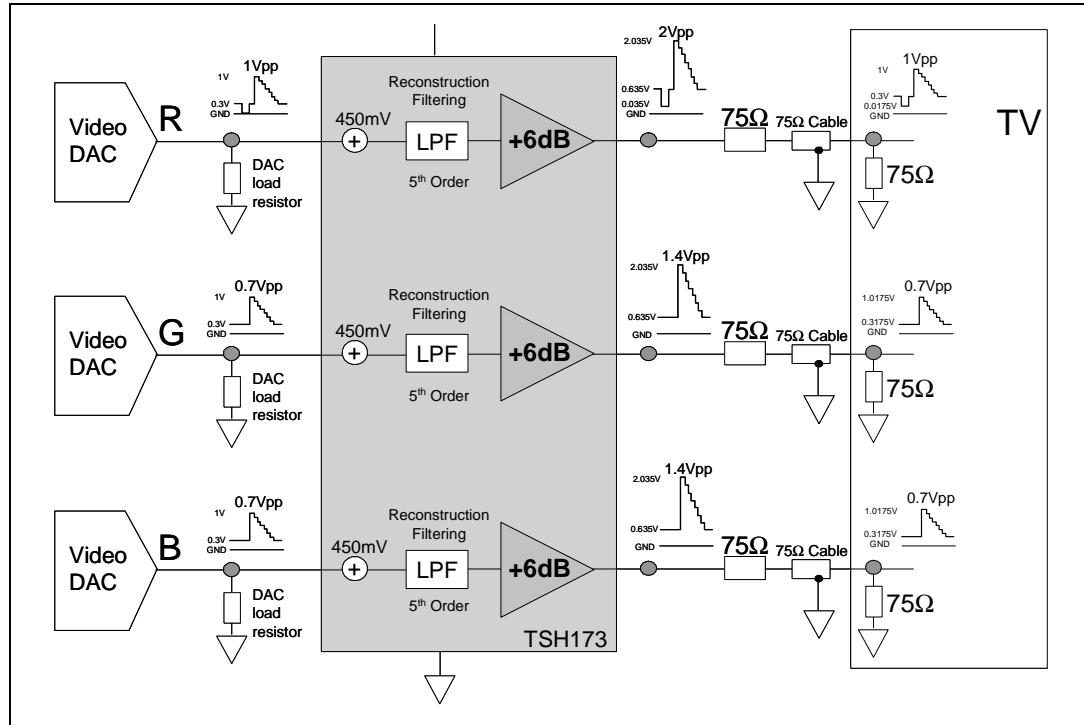 1Vpp
1V
0.3V
GND
Video
DAC
R
DAC
load
resistor
Reconstruction
Filtering
450mV
+
LPF
+6dB
5th Order
2Vpp
2.035V
0.635V
0.035V
GND
75Ω
75Ω Cable
1Vpp
1V
0.3V
0.0175V
GND
TV
75Ω
0.7Vpp
1V
0.3V
GND
Video
DAC
G
DAC
load
resistor
Reconstruction
Filtering
450mV
+
LPF
+6dB
5th Order
1.4Vpp
2.035V
0.635V
GND
75Ω
75Ω Cable
0.7Vpp
1.0175V
0.3175V
GND
75Ω
0.7Vpp
1V
0.3V
GND
Video
DAC
B
DAC
load
resistor
Reconstruction
Filtering
450mV
+
LPF
+6dB
5th Order
TSH173
1.4Vpp
2.035V
0.635V
GND
75Ω
75Ω Cable
0.7Vpp
1.0175V
0.3175V
GND
75Ω